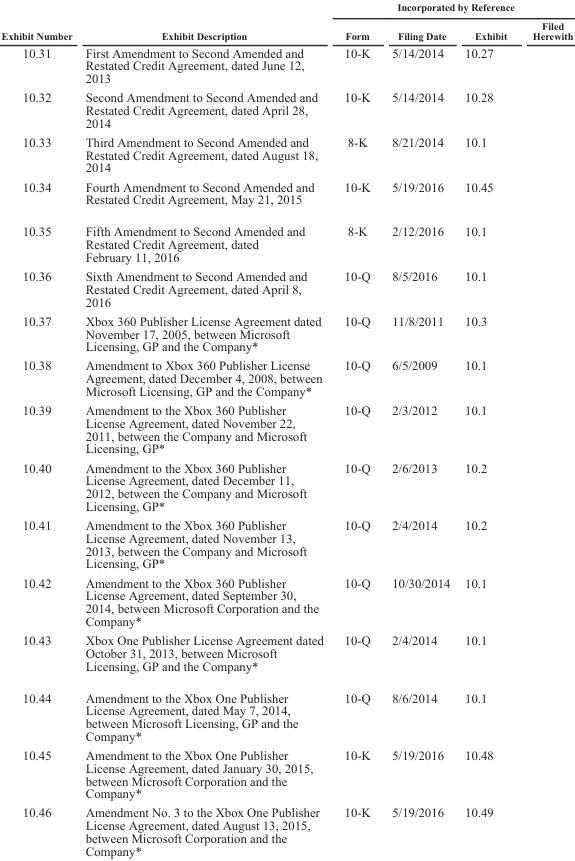 Incorporated by Reference
Exhibit Number Exhibit Description Form Filing Date Exhibit Filed Herewith
10.31 First Amendment to Second Amended and 10-K 5/14/2014 10.27
Restated Credit Agreement, dated June 12,
2013
10.32 Second Amendment to Second Amended and 10-K 5/14/2014 10.28
Restated Credit Agreement, dated April 28,
2014
10.33 Third Amendment to Second Amended and 8-K 8/21/2014 10.1
Restated Credit Agreement, dated August 18,
2014
10.34 Fourth Amendment to Second Amended and 10-K 5/19/2016 10.45
Restated Credit Agreement, May 21, 2015
10.35 Fifth Amendment to Second Amended and 8-K 2/12/2016 10.1
Restated Credit Agreement, dated
February 11, 2016
10.36 Sixth Amendment to Second Amended and 10-Q 8/5/2016 10.1
Restated Credit Agreement, dated April 8,
2016
10.37 Xbox 360 Publisher License Agreement dated 10-Q 11/8/2011 10.3
November 17, 2005, between Microsoft
Licensing, GP and the Company*
10.38 Amendment to Xbox 360 Publisher License 10-Q 6/5/2009 10.1
Agreement, dated December 4, 2008, between
Microsoft Licensing, GP and the Company*
10.39 Amendment to the Xbox 360 Publisher 10-Q 2/3/2012 10.1
License Agreement, dated November 22,
2011, between the Company and Microsoft
Licensing, GP*
10.40 Amendment to the Xbox 360 Publisher 10-Q 2/6/2013 10.2
License Agreement, dated December 11,
2012, between the Company and Microsoft
Licensing, GP*
10.41 Amendment to the Xbox 360 Publisher 10-Q 2/4/2014 10.2
License Agreement, dated November 13,
2013, between the Company and Microsoft
Licensing, GP*
10.42 Amendment to the Xbox 360 Publisher 10-Q 10/30/2014 10.1
License Agreement, dated September 30,
2014, between Microsoft Corporation and the
Company*
10.43 Xbox One Publisher License Agreement dated 10-Q 2/4/2014 10.1
October 31, 2013, between Microsoft
Licensing, GP and the Company*
10.44 Amendment to the Xbox One Publisher 10-Q 8/6/2014 10.1
License Agreement, dated May 7, 2014,
between Microsoft Licensing, GP and the
Company*
10.45 Amendment to the Xbox One Publisher 10-K 5/19/2016 10.48
License Agreement, dated January 30, 2015,
between Microsoft Corporation and the
Company*
10.46 Amendment No. 3 to the Xbox One Publisher 10-K 5/19/2016 10.49
License Agreement, dated August 13, 2015,
between Microsoft Corporation and the
Company*